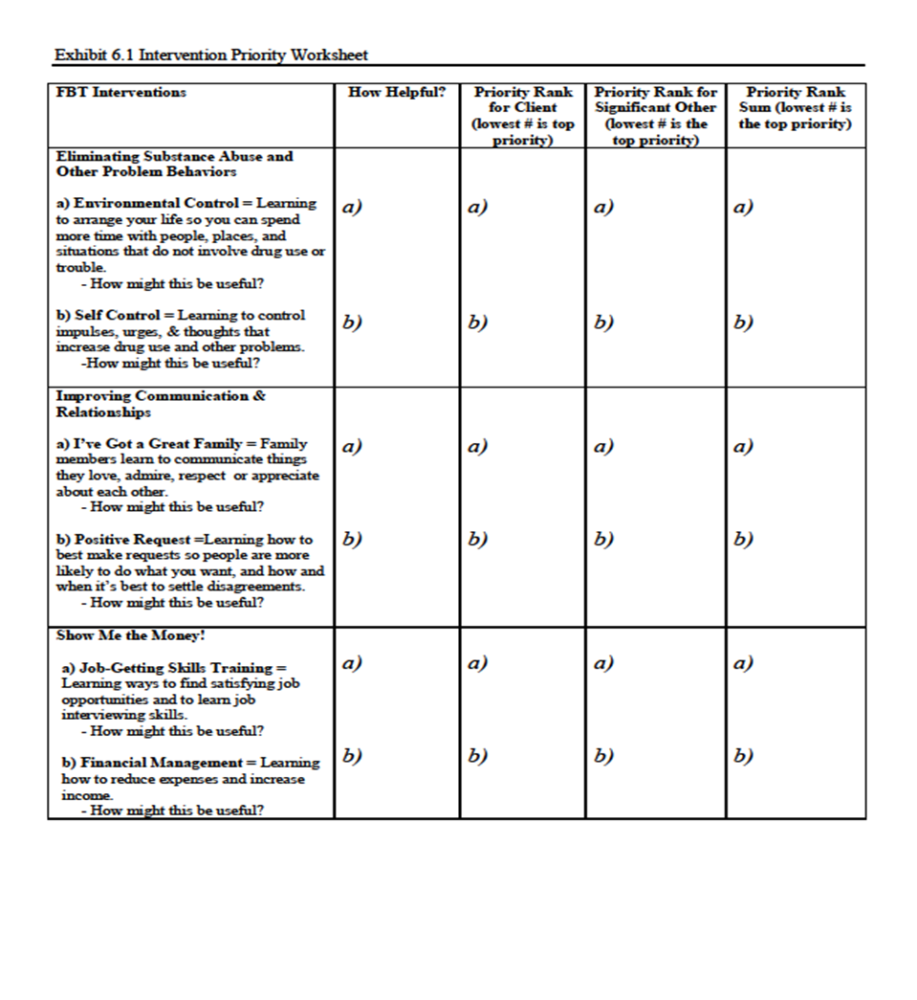 Exhibit 6.1 Intervention Priority Worksheet
FBT Interventions
How Helpful?
Priority Rank
for Client
(lowest # is top
priority)
Priority Rank for
Significant Other
(lowest # is the
top priority)
Priority Rank
Sum (lowest # is
the top priority)
Eliminating Substance Abuse and
Other Problem Behaviors
a) Environmental Control = Learning
to arrange your life so you can spend
more time with people, places, and
situations that do not involve drug use or
trouble.
- How might this be useful?
b) Self Control = Learning to control
impulses, urges, & thoughts that
increase drug use and other problems.
-How might this be useful?
a)
b)
a)
b)
a)
b)
a)
b)
Improving Communication &
Relationships
a) I've Got a Great Family = Family
members learn to communicate things
they love, admire, respect or appreciate
about each other.
- How might this be useful?
b) Positive Request =Learning how to
best make requests so people are more
likely to do what you want, and how and
when it's best to settle disagreements.
- How might this be useful?
a)
b)
a)
b)
a)
b)
a)
b)
Show Me the Money!
a) Job-Getting Skills Training =
Learning ways to find satisfying job
opportunities and to learn job
interviewing skills.
- How might this be useful?
b) Financial Management = Learning
how to reduce expenses and increase
income.
- How might this be useful?
a)
b)
a)
b)
a)
b)
a)
b)